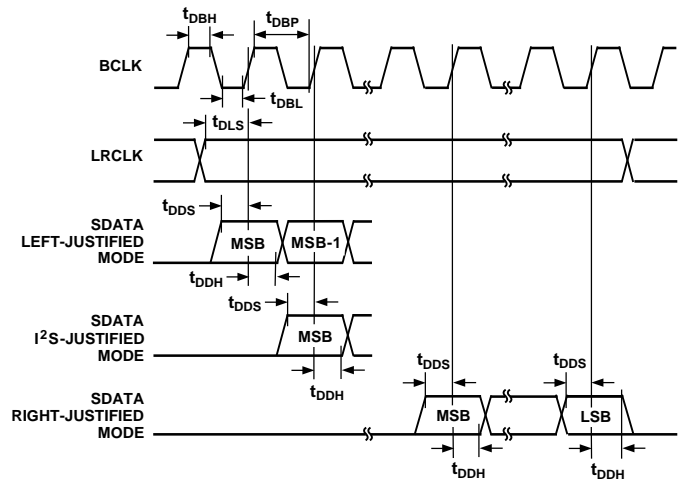 tDBH
tDBP
BCLK
tDBL
tDLS
LRCLK
tDDS
SDATA
LEFT-JUSTIFIED
MODE
MSB
MSB-1
tDDH
tDDS
SDATA
I²S-JUSTIFIED
MODE
MSB
tDDH
tDDS
tDDS
SDATA
RIGHT-JUSTIFIED
MODE
MSB
LSB
tDDH
tDDH